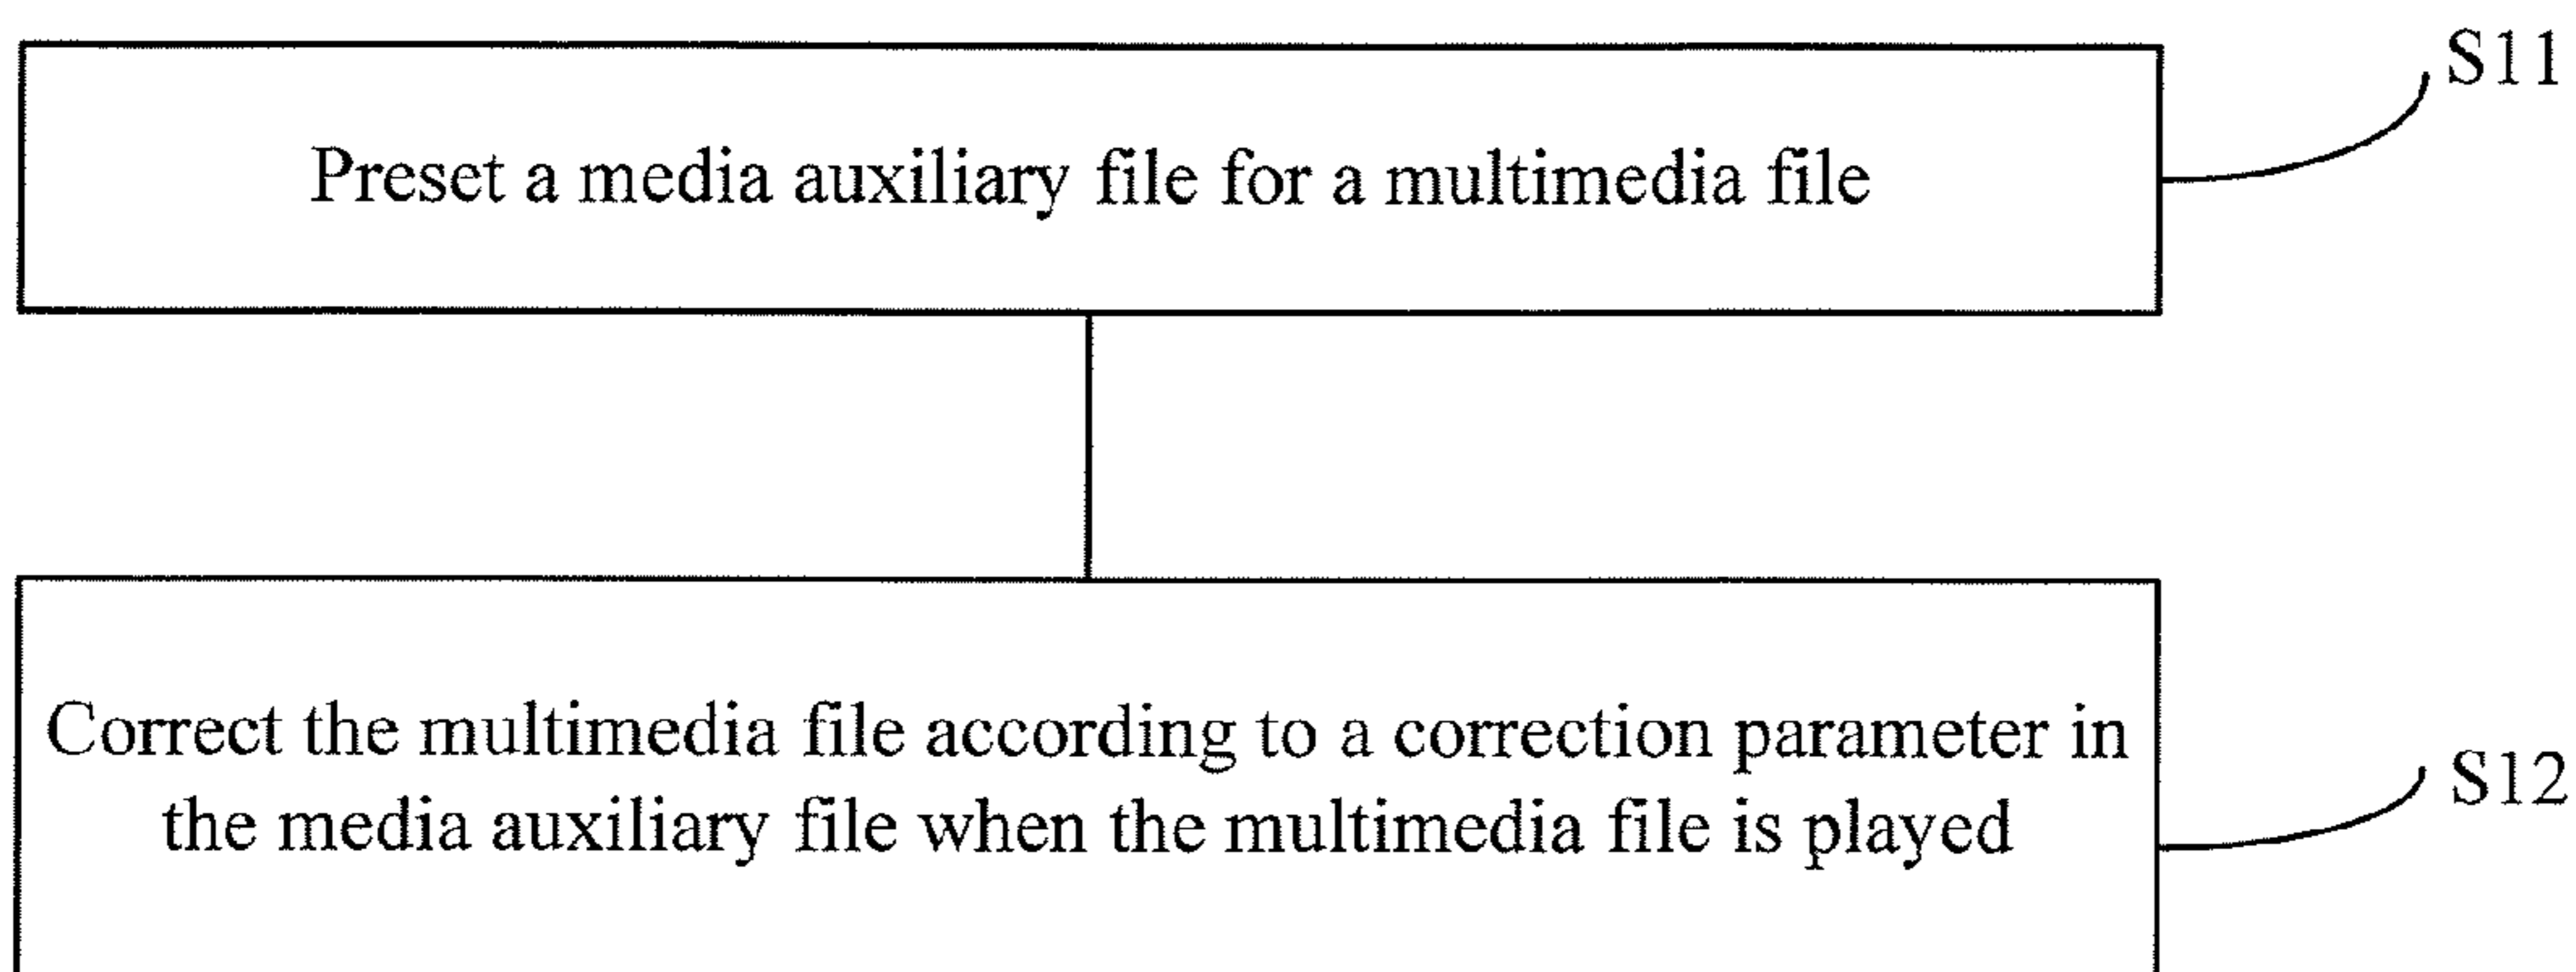 S11
Preset a media auxiliary file for a multimedia file
Correct the multimedia file according to a correction parameter in
the media auxiliary file when the multimedia file is played
S12